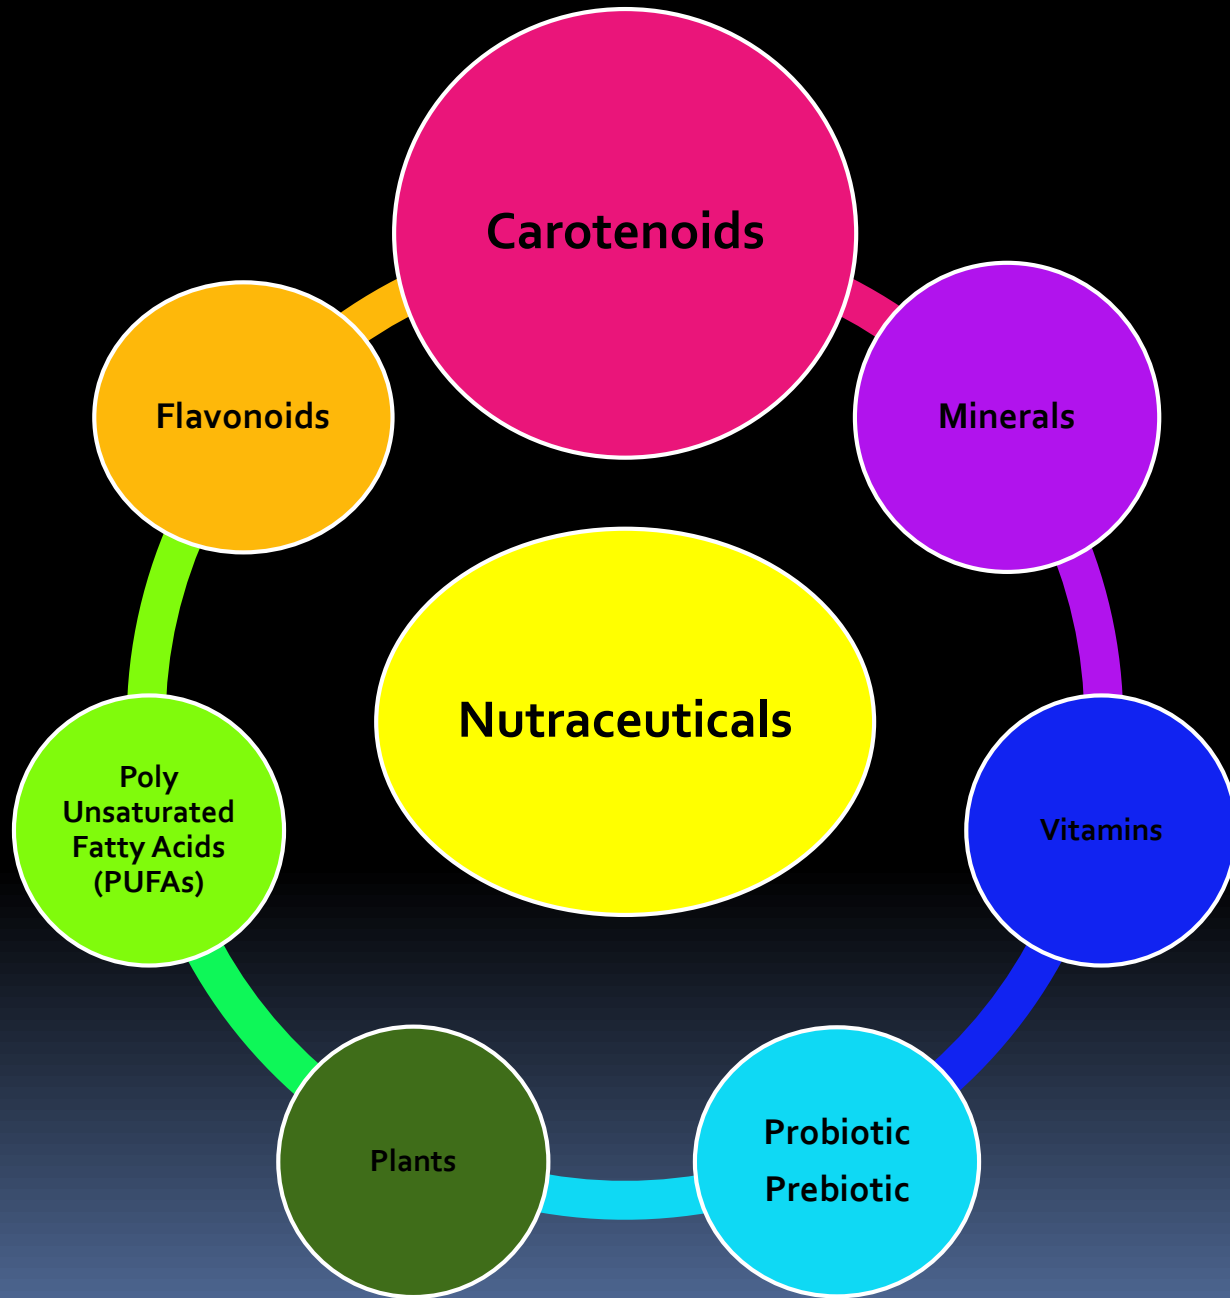 Carotenoids
Flavonoids
Minerals
Nutraceuticals
Poly
Unsaturated
Fatty Acids
(PUFAs)
Vitamins
Plants
Probiotic
Prebiotic